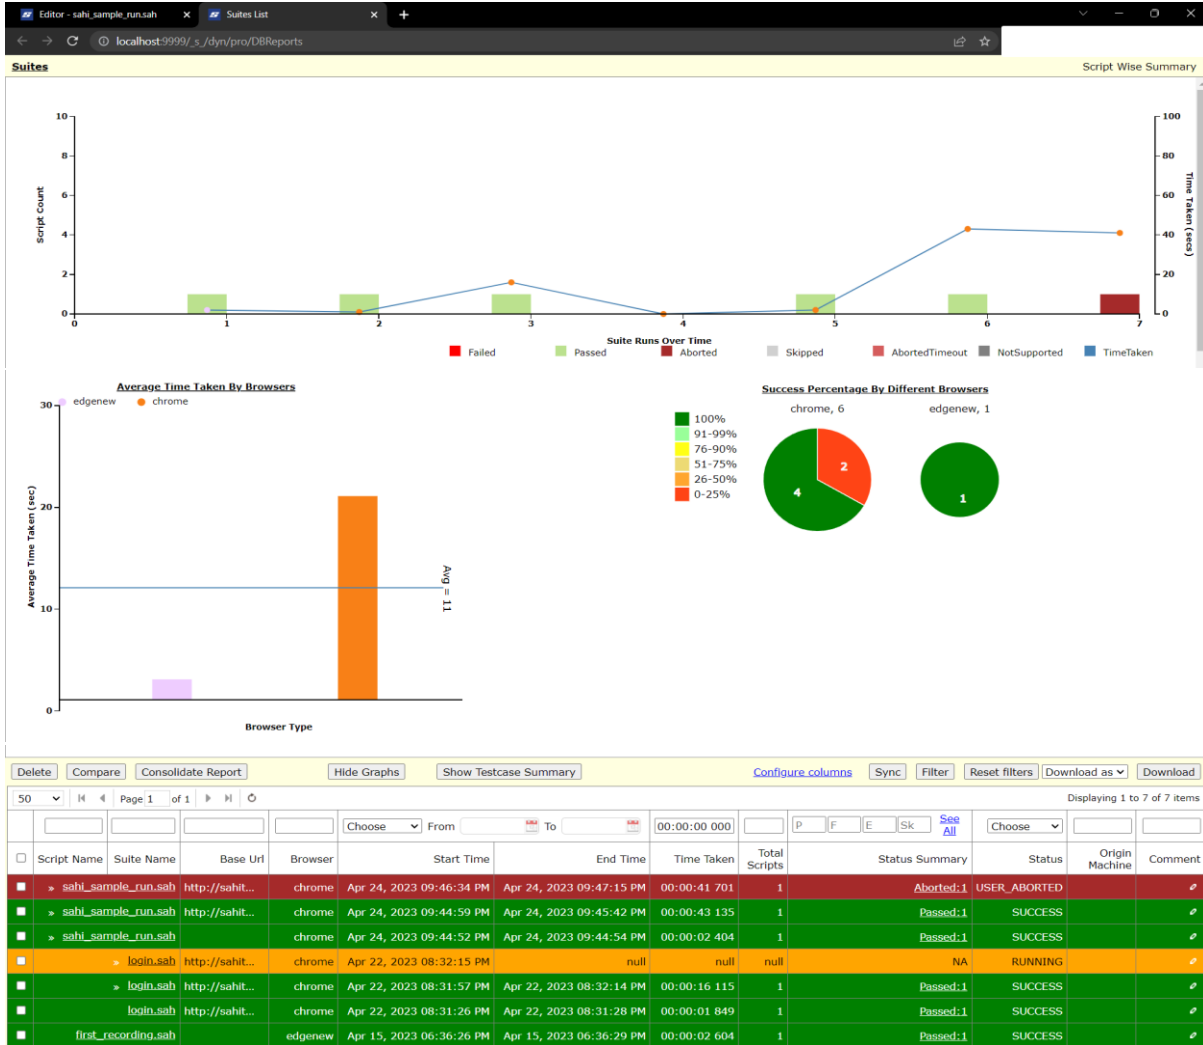 Editor - sahi_sample_run.sah
Suites List
localhost:9999/_s_/dyn/pro/DBReports
Suites Script Wise Summary
10
8
6
4
2
0
Script Count
100
80
60
40
20
0
Time Taken (secs)
0 1 2 3 4 5 6 7
Suite Runs Over Time
Failed Passed Aborted Skipped AbortedTimeout NotSupported TimeTaken
Average Time Taken By Browsers
edgenew chrome
30
20
10
0
Average Time Taken (sec)
Avg = 11
Browser Type
Success Percentage By Different Browsers
chrome, 6 edgenew, 1
100%
91-99%
76-90%
51-75%
26-50%
0-25%
2
4
1
Delete Compare Consolidate Report Hide Graphs Show Testcase Summary Configure columns Sync Filter Reset filters Download as Download
50 Page 1 of 1 Displaying 1 to 7 of 7 items
Choose From To 00:00:00 000 P F E Sk See All Choose
Script Name Suite Name Base Url Browser Start Time End Time Time Taken Total Scripts Status Summary Status Origin Machine Comment
» sahi_sample_run.sah http://sahit... chrome Apr 24, 2023 09:46:34 PM Apr 24, 2023 09:47:15 PM 00:00:41 701 1 Aborted:1 USER_ABORTED
» sahi_sample_run.sah http://sahit... chrome Apr 24, 2023 09:44:59 PM Apr 24, 2023 09:45:42 PM 00:00:43 135 1 Passed:1 SUCCESS
» sahi_sample_run.sah chrome Apr 24, 2023 09:44:52 PM Apr 24, 2023 09:44:54 PM 00:00:02 404 1 Passed:1 SUCCESS
» login.sah http://sahit... chrome Apr 22, 2023 08:32:15 PM null null null NA RUNNING
» login.sah http://sahit... chrome Apr 22, 2023 08:31:57 PM Apr 22, 2023 08:32:14 PM 00:00:16 115 1 Passed:1 SUCCESS
login.sah http://sahit... chrome Apr 22, 2023 08:31:26 PM Apr 22, 2023 08:31:28 PM 00:00:01 849 1 Passed:1 SUCCESS
first_recording.sah edgenew Apr 15, 2023 06:36:26 PM Apr 15, 2023 06:36:29 PM 00:00:02 604 1 Passed:1 SUCCESS